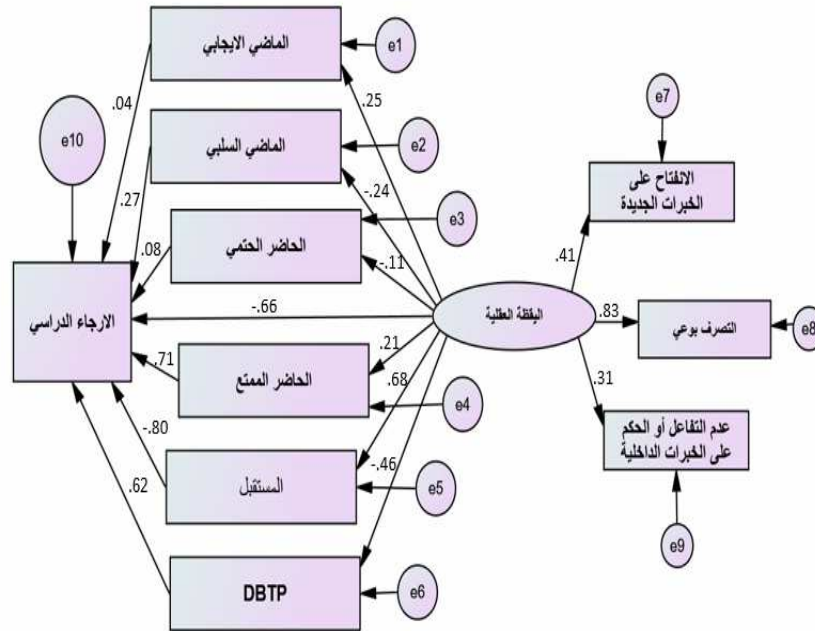 الماضي الايجابي
e1
.04
.25
e10
الماضي السلبي
e2
e7
.27
-.24
الانفتاح على
الخبرات الجديدة
الحاضر الحتمي
e3
.08
-.11
.41
الارجاء الدراسي
-.66
اليقظة العقلية
.83
التصرف بوعي
e8
.21
.71
الحاضر الممتع
.68
e4
.31
-.80
عدم التفاعل أو الحكم
على الخبرات الداخلية
-.46
.62
المستقبل
e5
e9
DBTP
e6